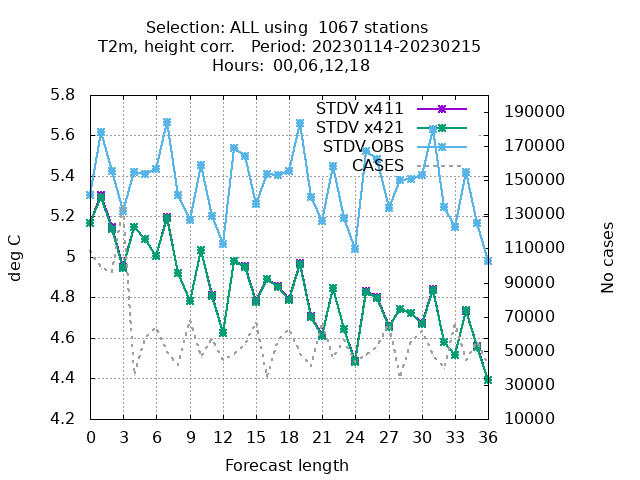 Selection: ALL using  1067 stations
T2m, height corr.   Period: 20230114-20230215
Hours:  00,06,12,18
STDV x411
STDV x421
STDV OBS
CASES
5.8
5.6
5.4
5.2
5
4.8
4.6
4.4
4.2
190000
170000
150000
130000
110000
90000
70000
50000
30000
10000
deg C
No cases
0 3 6 9 12 15 18 21 24 27 30 33 36
Forecast length